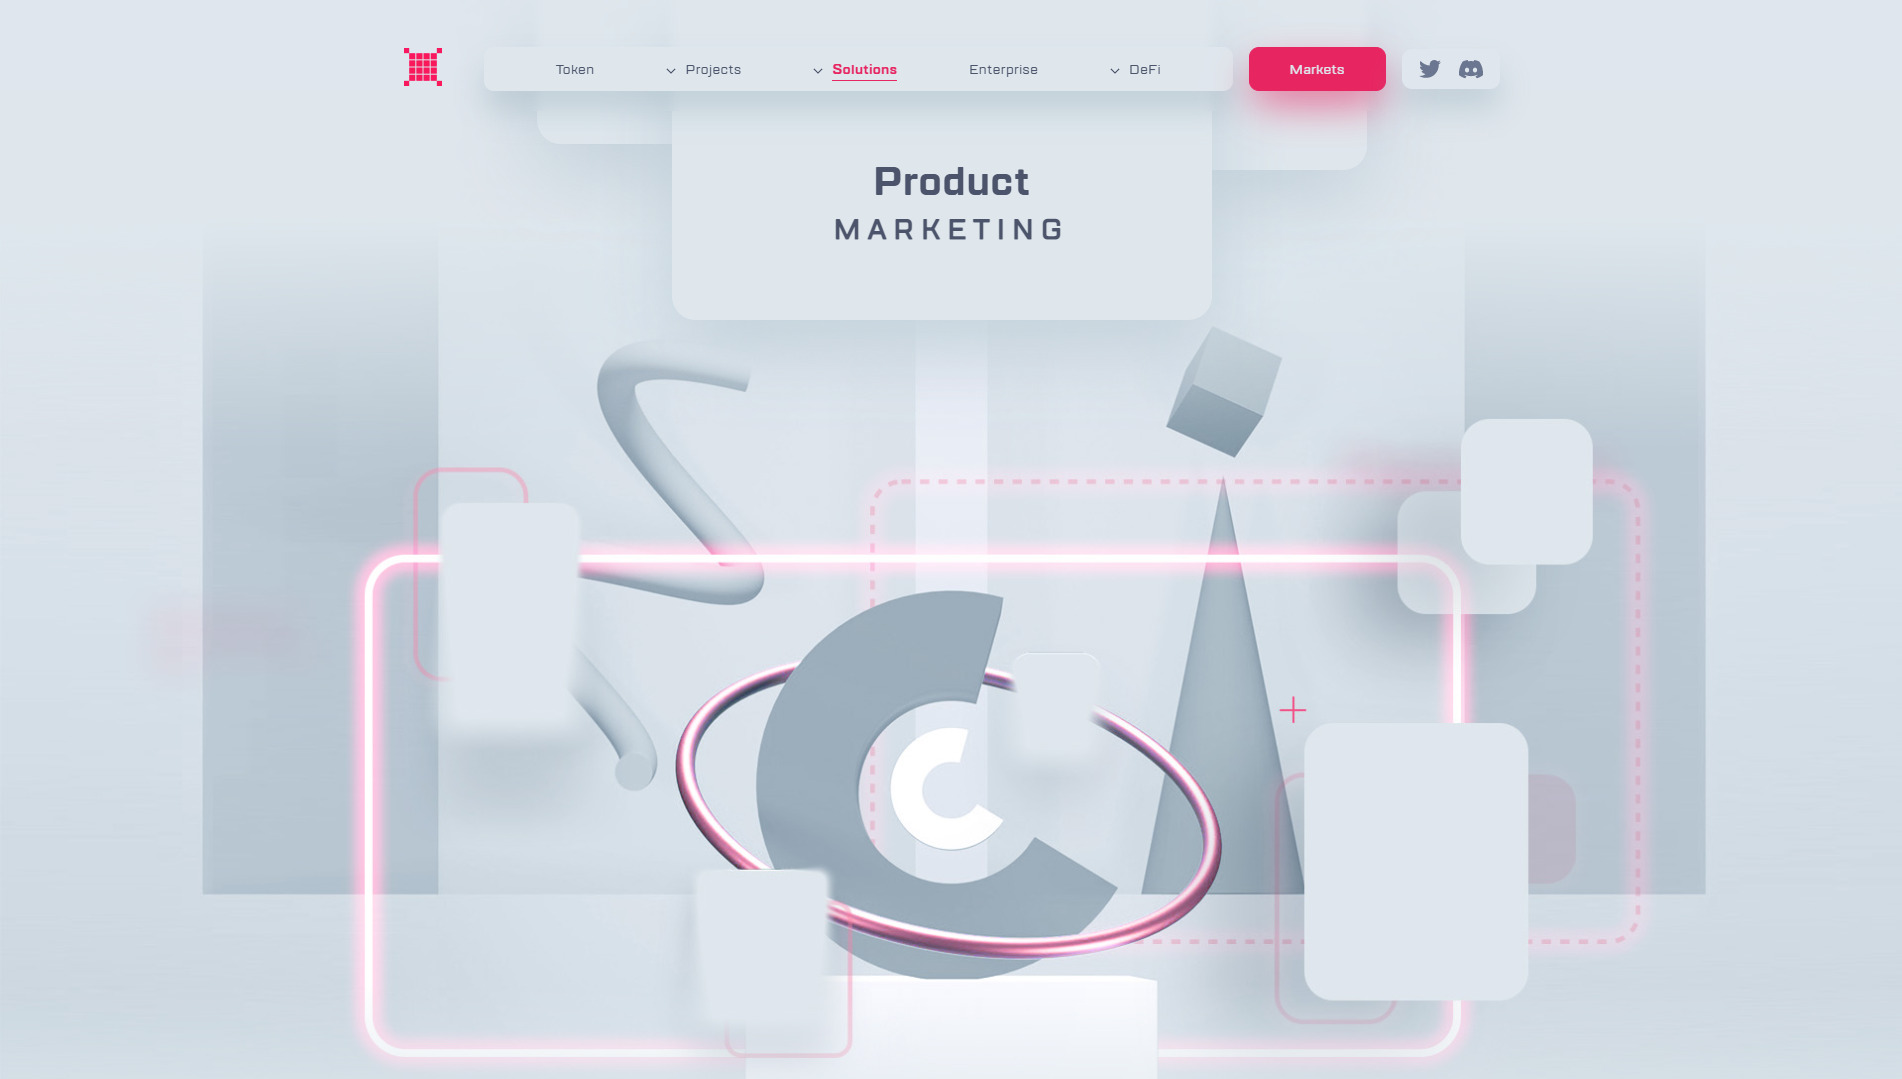 Token
Projects
Solutions
Enterprise
DeFi
Markets
Product
MARKETING